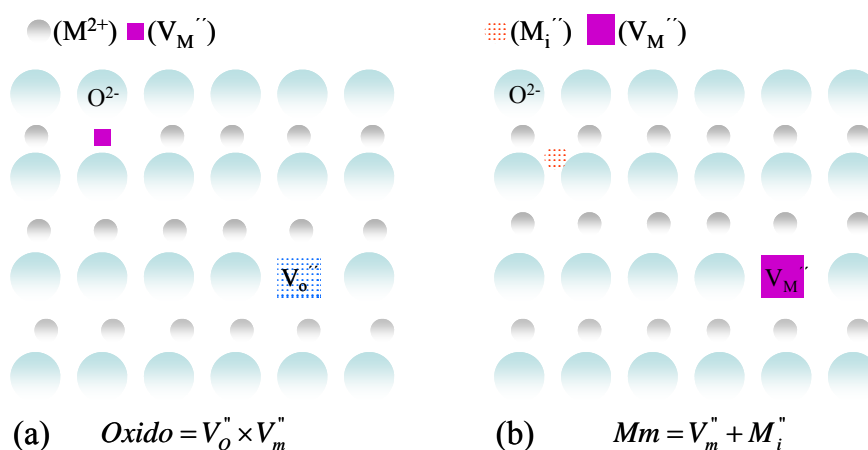 (M²⁺) (V_M´´) (M_i´´) (V_M´´)
O²⁻ O²⁻
V_o´´ V_M´´
(a) Oxido = V_O" × V_m" (b) Mm = V_m" + M_i"